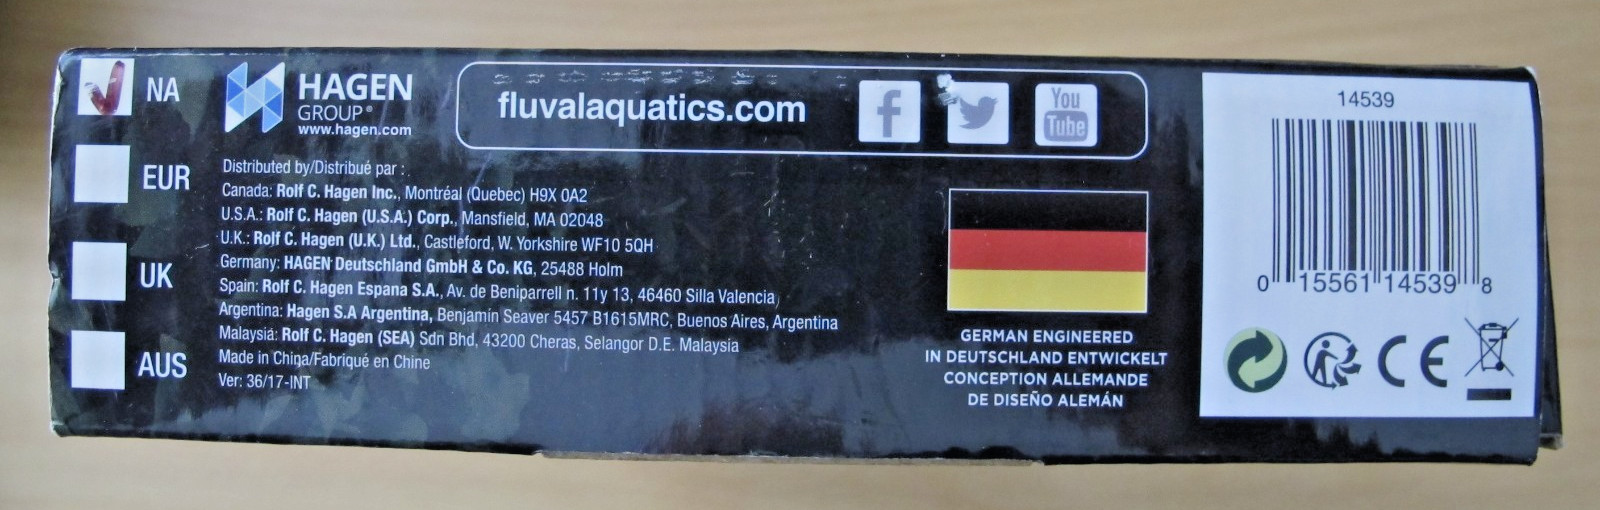 NA
EUR
UK
AUS
HAGEN
GROUP®
www.hagen.com
fluvalaquatics.com
f
You
Tube
Distributed by/Distribué par :
Canada: Rolf C. Hagen Inc., Montréal (Quebec) H9X 0A2
U.S.A.: Rolf C. Hagen (U.S.A.) Corp., Mansfield, MA 02048
U.K.: Rolf C. Hagen (U.K.) Ltd., Castleford, W. Yorkshire WF10 5QH
Germany: HAGEN Deutschland GmbH & Co. KG, 25488 Holm
Spain: Rolf C. Hagen Espana S.A., Av. de Beniparrell n. 11y 13, 46460 Silla Valencia
Argentina: Hagen S.A Argentina, Benjamín Seaver 5457 B1615MRC, Buenos Aires, Argentina
Malaysia: Rolf C. Hagen (SEA) Sdn Bhd, 43200 Cheras, Selangor D.E. Malaysia
Made in China/Fabriqué en Chine
Ver: 36/17-INT
GERMAN ENGINEERED
IN DEUTSCHLAND ENTWICKELT
CONCEPTION ALLEMANDE
DE DISEÑO ALEMÁN
14539
0 15561 14539 8
CE